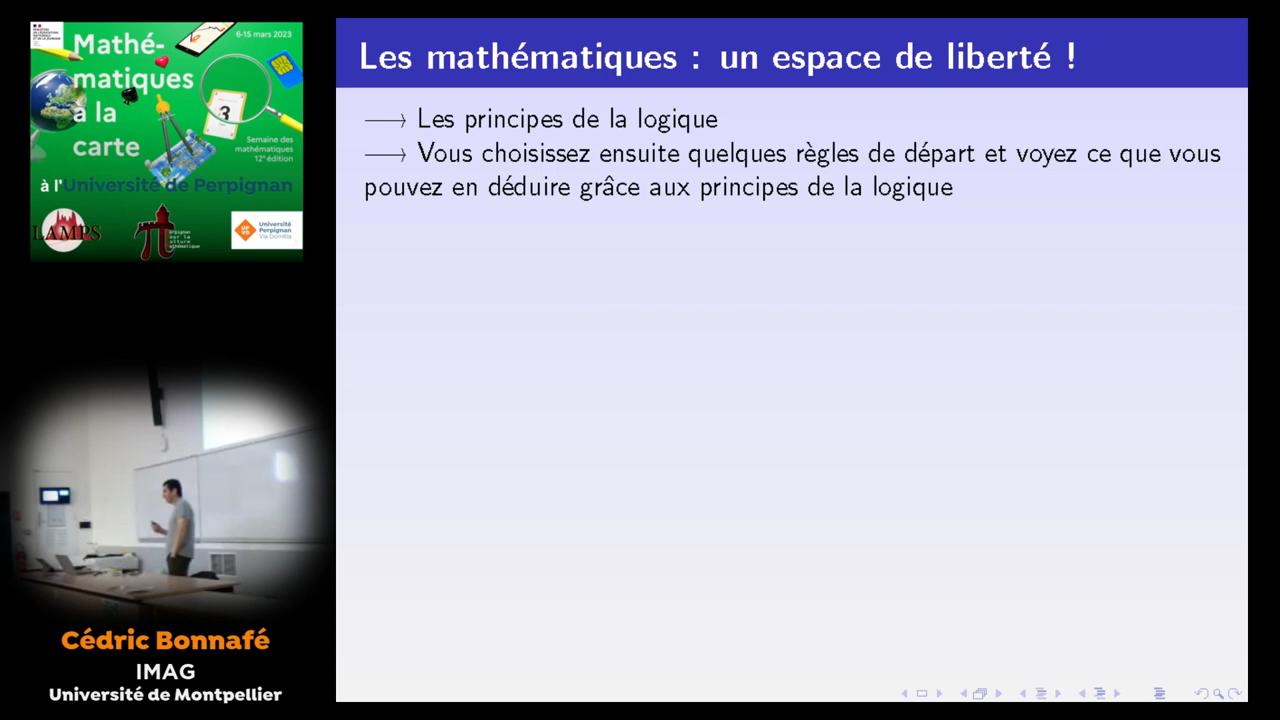 6-15 mars 2023
Mathé-
matiques
à la
carte
3
Semaine des
mathématiques
12e édition
à l'Université de Perpignan
LAMPS
Université
Perpignan
Via Domitia
Cédric Bonnafé
IMAG
Université de Montpellier
Les mathématiques : un espace de liberté !
⟶ Les principes de la logique
⟶ Vous choisissez ensuite quelques règles de départ et voyez ce que vous
pouvez en déduire grâce aux principes de la logique